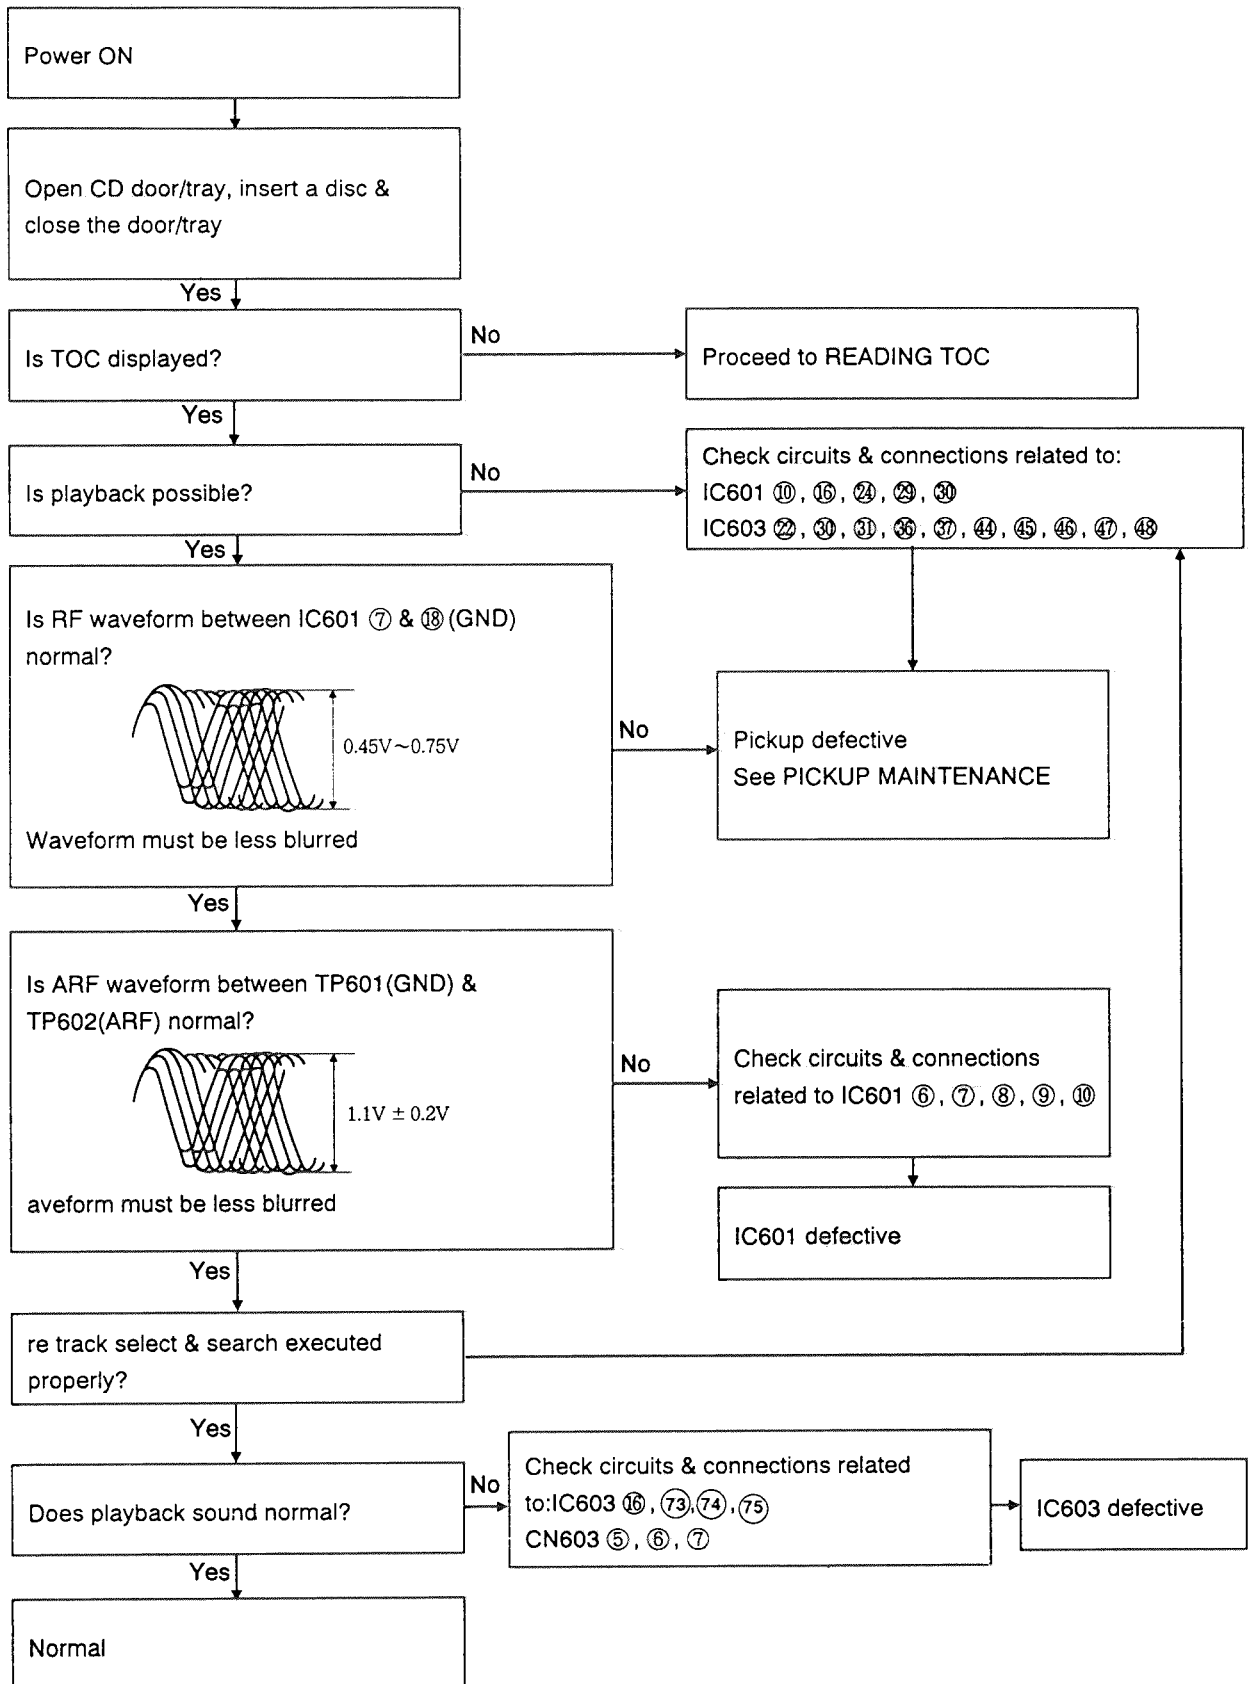 Power ON
Open CD door/tray, insert a disc &
close the door/tray
Yes
Is TOC displayed?
No
Proceed to READING TOC
Yes
Is playback possible?
No
Check circuits & connections related to:
IC601 ⑩, ⑯, ㉔, ㉙, ㉚
IC603 ㉒, ㉚, ㉛, ㊱, ㊲, ㊹, ㊺, ㊻, ㊼, ㊽
Yes
Is RF waveform between IC601 ⑦ & ⑱(GND)
normal?
0.45V~0.75V
Waveform must be less blurred
No
Pickup defective
See PICKUP MAINTENANCE
Yes
Is ARF waveform between TP601(GND) &
TP602(ARF) normal?
1.1V ± 0.2V
aveform must be less blurred
No
Check circuits & connections
related to IC601 ⑥, ⑦, ⑧, ⑨, ⑩
IC601 defective
Yes
re track select & search executed
properly?
Yes
Does playback sound normal?
No
Check circuits & connections related
to:IC603 ⑯, (73), (74), (75)
CN603 ⑤, ⑥, ⑦
IC603 defective
Yes
Normal